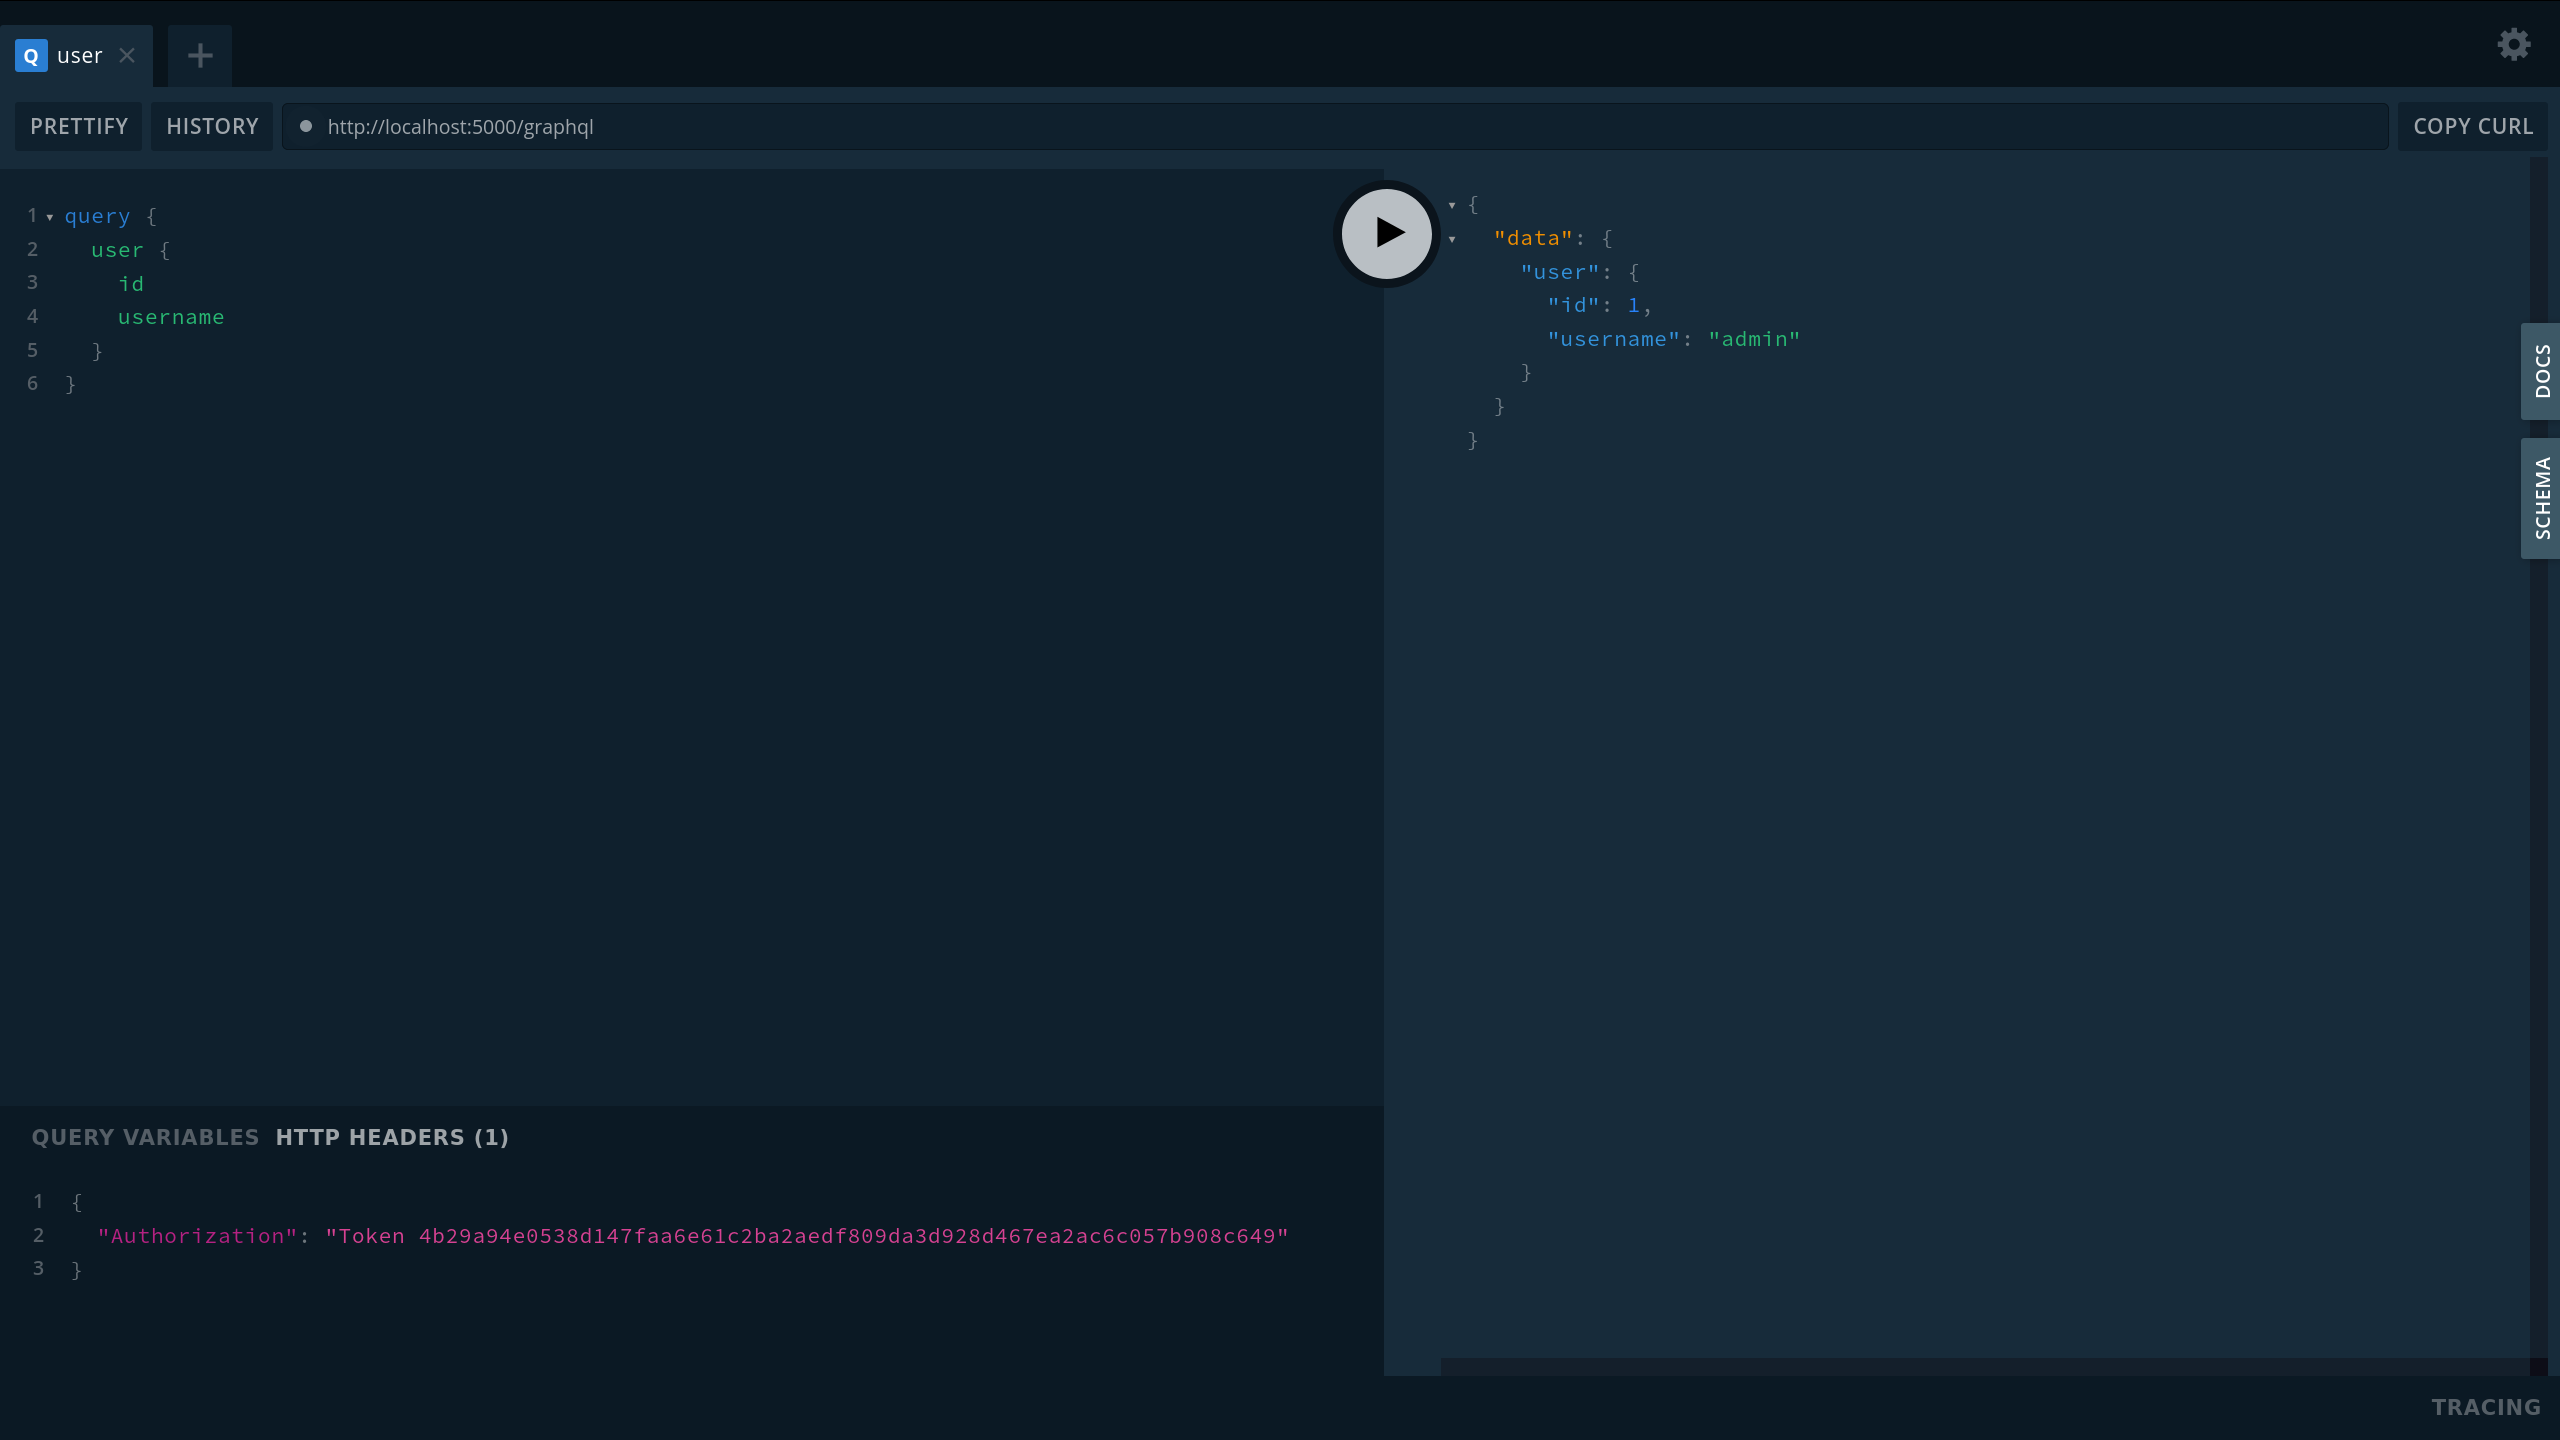 Q user
PRETTIFY HISTORY http://localhost:5000/graphql COPY CURL
1 query {
2 user {
3 id
4 username
5 }
6 }
{
"data": {
"user": {
"id": 1,
"username": "admin"
}
}
}
DOCS
SCHEMA
QUERY VARIABLES HTTP HEADERS (1)
1 {
2 "Authorization": "Token 4b29a94e0538d147faa6e61c2ba2aedf809da3d928d467ea2ac6c057b908c649"
3 }
TRACING